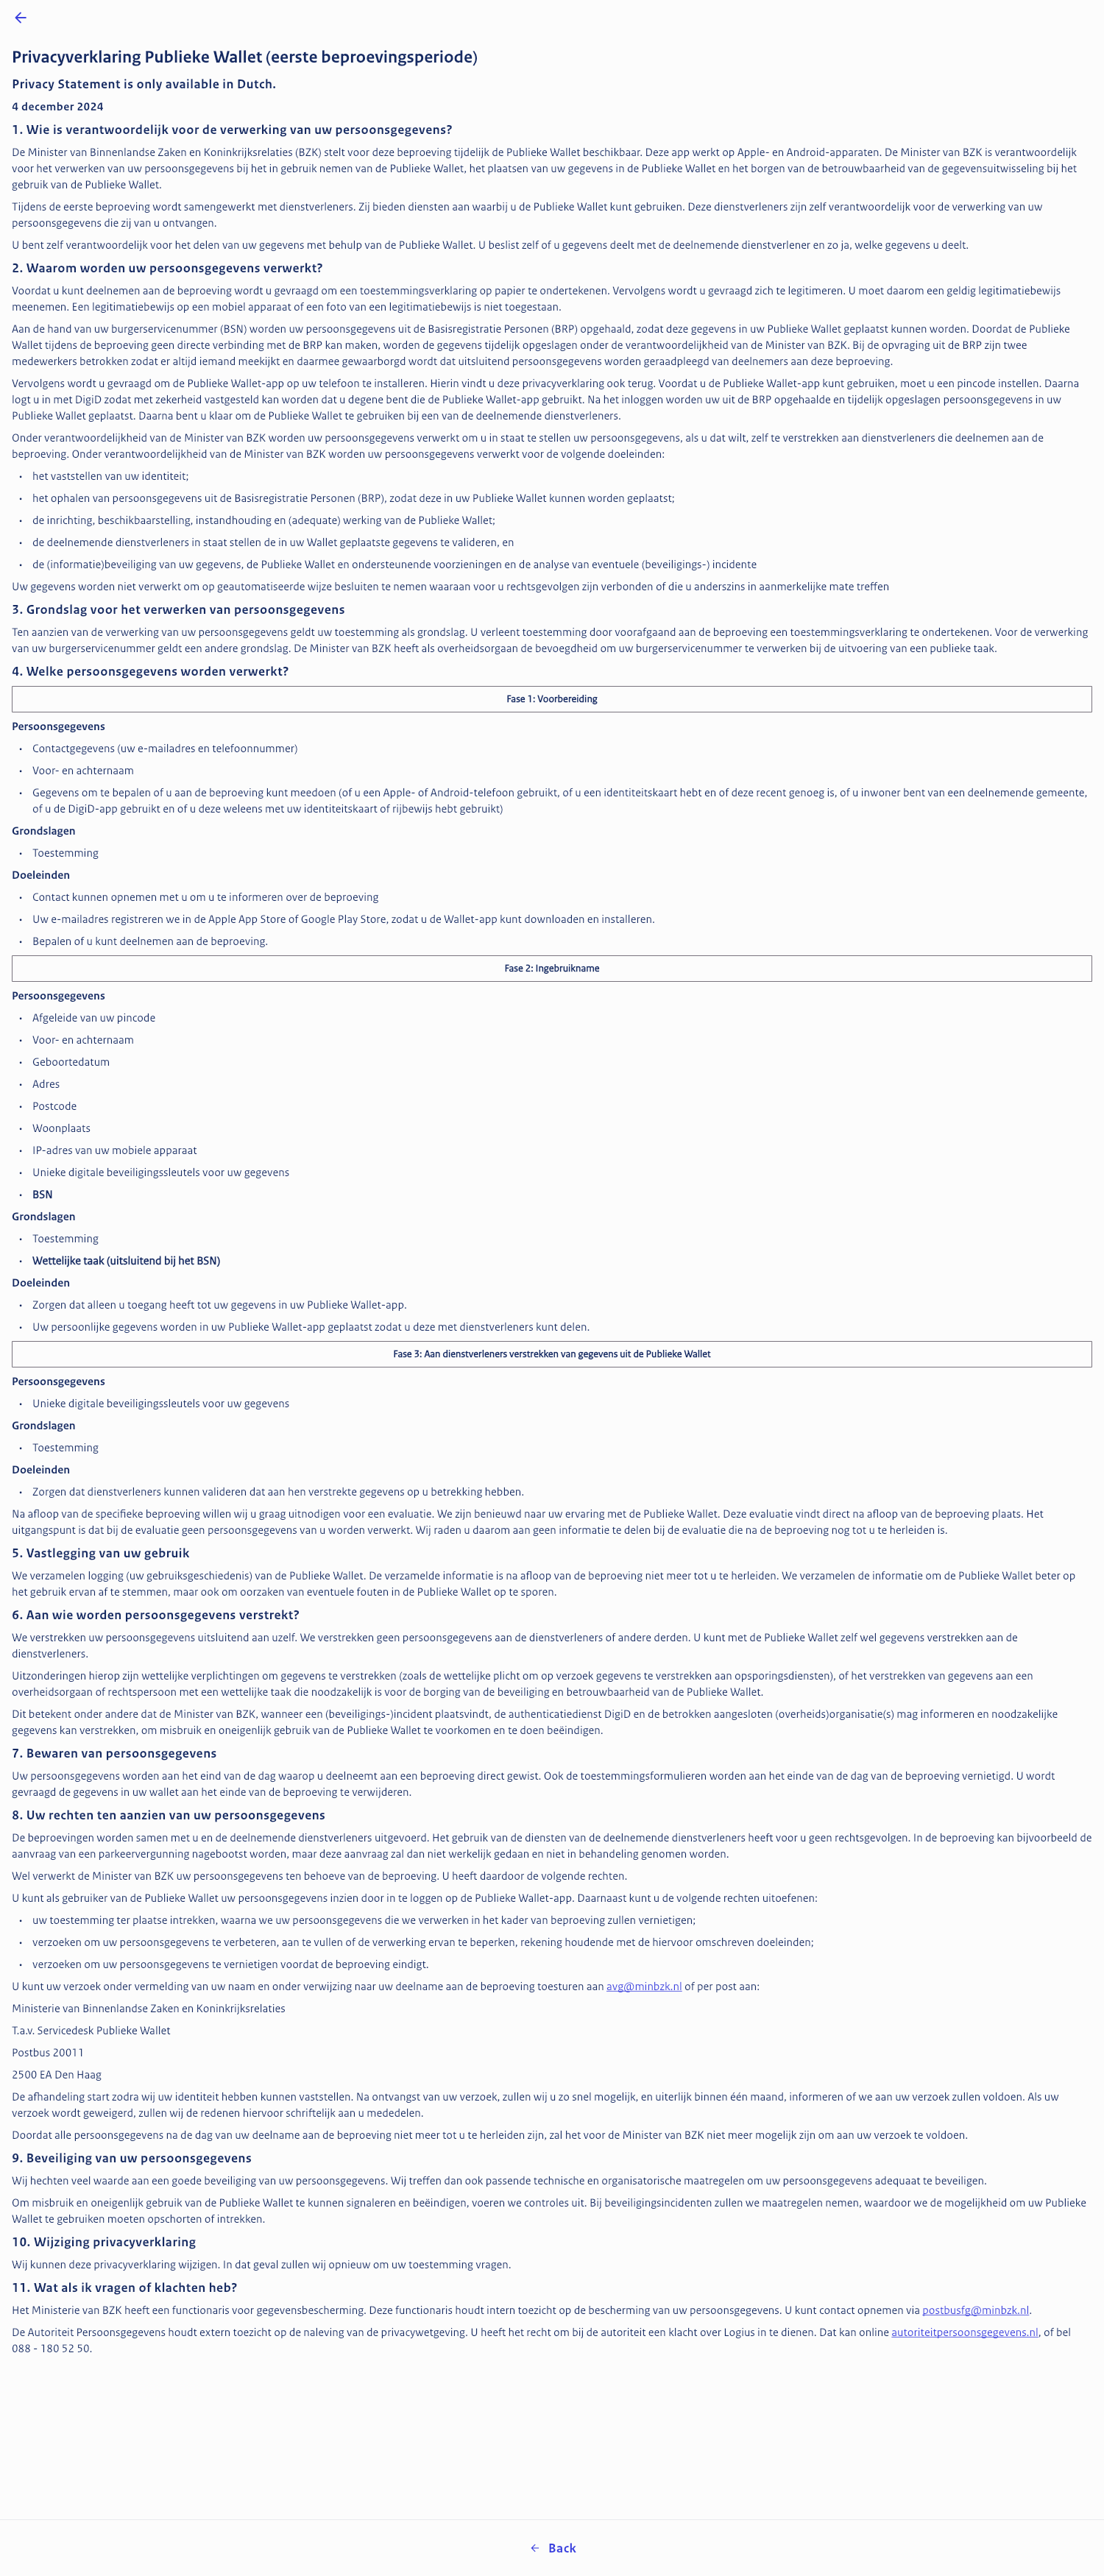 Privacyverklaring Publieke Wallet (eerste beproevingsperiode)
Privacy Statement is only available in Dutch.
4 december 2024
1. Wie is verantwoordelijk voor de verwerking van uw persoonsgegevens?
De Minister van Binnenlandse Zaken en Koninkrijksrelaties (BZK) stelt voor deze beproeving tijdelijk de Publieke Wallet beschikbaar. Deze app werkt op Apple- en Android-apparaten. De Minister van BZK is verantwoordelijk
voor het verwerken van uw persoonsgegevens bij het in gebruik nemen van de Publieke Wallet, het plaatsen van uw gegevens in de Publieke Wallet en het borgen van de betrouwbaarheid van de gegevensuitwisseling bij het
gebruik van de Publieke Wallet.
Tijdens de eerste beproeving wordt samengewerkt met dienstverleners. Zij bieden diensten aan waarbij u de Publieke Wallet kunt gebruiken. Deze dienstverleners zijn zelf verantwoordelijk voor de verwerking van uw
persoonsgegevens die zij van u ontvangen.
U bent zelf verantwoordelijk voor het delen van uw gegevens met behulp van de Publieke Wallet. U beslist zelf of u gegevens deelt met de deelnemende dienstverlener en zo ja, welke gegevens u deelt.
2. Waarom worden uw persoonsgegevens verwerkt?
Voordat u kunt deelnemen aan de beproeving wordt u gevraagd om een toestemmingsverklaring op papier te ondertekenen. Vervolgens wordt u gevraagd zich te legitimeren. U moet daarom een geldig legitimatiebewijs
meenemen. Een legitimatiebewijs op een mobiel apparaat of een foto van een legitimatiebewijs is niet toegestaan.
Aan de hand van uw burgerservicenummer (BSN) worden uw persoonsgegevens uit de Basisregistratie Personen (BRP) opgehaald, zodat deze gegevens in uw Publieke Wallet geplaatst kunnen worden. Doordat de Publieke
Wallet tijdens de beproeving geen directe verbinding met de BRP kan maken, worden de gegevens tijdelijk opgeslagen onder de verantwoordelijkheid van de Minister van BZK. Bij de opvraging uit de BRP zijn twee
medewerkers betrokken zodat er altijd iemand meekijkt en daarmee gewaarborgd wordt dat uitsluitend persoonsgegevens worden geraadpleegd van deelnemers aan deze beproeving.
Vervolgens wordt u gevraagd om de Publieke Wallet-app op uw telefoon te installeren. Hierin vindt u deze privacyverklaring ook terug. Voordat u de Publieke Wallet-app kunt gebruiken, moet u een pincode instellen. Daarna
logt u in met DigiD zodat met zekerheid vastgesteld kan worden dat u degene bent die de Publieke Wallet-app gebruikt. Na het inloggen worden uw uit de BRP opgehaalde en tijdelijk opgeslagen persoonsgegevens in uw
Publieke Wallet geplaatst. Daarna bent u klaar om de Publieke Wallet te gebruiken bij een van de deelnemende dienstverleners.
Onder verantwoordelijkheid van de Minister van BZK worden uw persoonsgegevens verwerkt om u in staat te stellen uw persoonsgegevens, als u dat wilt, zelf te verstrekken aan dienstverleners die deelnemen aan de
beproeving. Onder verantwoordelijkheid van de Minister van BZK worden uw persoonsgegevens verwerkt voor de volgende doeleinden:
• het vaststellen van uw identiteit;
• het ophalen van persoonsgegevens uit de Basisregistratie Personen (BRP), zodat deze in uw Publieke Wallet kunnen worden geplaatst;
• de inrichting, beschikbaarstelling, instandhouding en (adequate) werking van de Publieke Wallet;
• de deelnemende dienstverleners in staat stellen de in uw Wallet geplaatste gegevens te valideren, en
• de (informatie)beveiliging van uw gegevens, de Publieke Wallet en ondersteunende voorzieningen en de analyse van eventuele (beveiligings-) incidente
Uw gegevens worden niet verwerkt om op geautomatiseerde wijze besluiten te nemen waaraan voor u rechtsgevolgen zijn verbonden of die u anderszins in aanmerkelijke mate treffen
3. Grondslag voor het verwerken van persoonsgegevens
Ten aanzien van de verwerking van uw persoonsgegevens geldt uw toestemming als grondslag. U verleent toestemming door voorafgaand aan de beproeving een toestemmingsverklaring te ondertekenen. Voor de verwerking
van uw burgerservicenummer geldt een andere grondslag. De Minister van BZK heeft als overheidsorgaan de bevoegdheid om uw burgerservicenummer te verwerken bij de uitvoering van een publieke taak.
4. Welke persoonsgegevens worden verwerkt?
Fase 1: Voorbereiding
Persoonsgegevens
• Contactgegevens (uw e-mailadres en telefoonnummer)
• Voor- en achternaam
• Gegevens om te bepalen of u aan de beproeving kunt meedoen (of u een Apple- of Android-telefoon gebruikt, of u een identiteitskaart hebt en of deze recent genoeg is, of u inwoner bent van een deelnemende gemeente,
of u de DigiD-app gebruikt en of u deze weleens met uw identiteitskaart of rijbewijs hebt gebruikt)
Grondslagen
• Toestemming
Doeleinden
• Contact kunnen opnemen met u om u te informeren over de beproeving
• Uw e-mailadres registreren we in de Apple App Store of Google Play Store, zodat u de Wallet-app kunt downloaden en installeren.
• Bepalen of u kunt deelnemen aan de beproeving.
Fase 2: Ingebruikname
Persoonsgegevens
• Afgeleide van uw pincode
• Voor- en achternaam
• Geboortedatum
• Adres
• Postcode
• Woonplaats
• IP-adres van uw mobiele apparaat
• Unieke digitale beveiligingssleutels voor uw gegevens
• BSN
Grondslagen
• Toestemming
• Wettelijke taak (uitsluitend bij het BSN)
Doeleinden
• Zorgen dat alleen u toegang heeft tot uw gegevens in uw Publieke Wallet-app.
• Uw persoonlijke gegevens worden in uw Publieke Wallet-app geplaatst zodat u deze met dienstverleners kunt delen.
Fase 3: Aan dienstverleners verstrekken van gegevens uit de Publieke Wallet
Persoonsgegevens
• Unieke digitale beveiligingssleutels voor uw gegevens
Grondslagen
• Toestemming
Doeleinden
• Zorgen dat dienstverleners kunnen valideren dat aan hen verstrekte gegevens op u betrekking hebben.
Na afloop van de specifieke beproeving willen wij u graag uitnodigen voor een evaluatie. We zijn benieuwd naar uw ervaring met de Publieke Wallet. Deze evaluatie vindt direct na afloop van de beproeving plaats. Het
uitgangspunt is dat bij de evaluatie geen persoonsgegevens van u worden verwerkt. Wij raden u daarom aan geen informatie te delen bij de evaluatie die na de beproeving nog tot u te herleiden is.
5. Vastlegging van uw gebruik
We verzamelen logging (uw gebruiksgeschiedenis) van de Publieke Wallet. De verzamelde informatie is na afloop van de beproeving niet meer tot u te herleiden. We verzamelen de informatie om de Publieke Wallet beter op
het gebruik ervan af te stemmen, maar ook om oorzaken van eventuele fouten in de Publieke Wallet op te sporen.
6. Aan wie worden persoonsgegevens verstrekt?
We verstrekken uw persoonsgegevens uitsluitend aan uzelf. We verstrekken geen persoonsgegevens aan de dienstverleners of andere derden. U kunt met de Publieke Wallet zelf wel gegevens verstrekken aan de
dienstverleners.
Uitzonderingen hierop zijn wettelijke verplichtingen om gegevens te verstrekken (zoals de wettelijke plicht om op verzoek gegevens te verstrekken aan opsporingsdiensten), of het verstrekken van gegevens aan een
overheidsorgaan of rechtspersoon met een wettelijke taak die noodzakelijk is voor de borging van de beveiliging en betrouwbaarheid van de Publieke Wallet.
Dit betekent onder andere dat de Minister van BZK, wanneer een (beveiligings-)incident plaatsvindt, de authenticatiedienst DigiD en de betrokken aangesloten (overheids)organisatie(s) mag informeren en noodzakelijke
gegevens kan verstrekken, om misbruik en oneigenlijk gebruik van de Publieke Wallet te voorkomen en te doen beëindigen.
7. Bewaren van persoonsgegevens
Uw persoonsgegevens worden aan het eind van de dag waarop u deelneemt aan een beproeving direct gewist. Ook de toestemmingsformulieren worden aan het einde van de dag van de beproeving vernietigd. U wordt
gevraagd de gegevens in uw wallet aan het einde van de beproeving te verwijderen.
8. Uw rechten ten aanzien van uw persoonsgegevens
De beproevingen worden samen met u en de deelnemende dienstverleners uitgevoerd. Het gebruik van de diensten van de deelnemende dienstverleners heeft voor u geen rechtsgevolgen. In de beproeving kan bijvoorbeeld de
aanvraag van een parkeervergunning nagebootst worden, maar deze aanvraag zal dan niet werkelijk gedaan en niet in behandeling genomen worden.
Wel verwerkt de Minister van BZK uw persoonsgegevens ten behoeve van de beproeving. U heeft daardoor de volgende rechten.
U kunt als gebruiker van de Publieke Wallet uw persoonsgegevens inzien door in te loggen op de Publieke Wallet-app. Daarnaast kunt u de volgende rechten uitoefenen:
• uw toestemming ter plaatse intrekken, waarna we uw persoonsgegevens die we verwerken in het kader van beproeving zullen vernietigen;
• verzoeken om uw persoonsgegevens te verbeteren, aan te vullen of de verwerking ervan te beperken, rekening houdende met de hiervoor omschreven doeleinden;
• verzoeken om uw persoonsgegevens te vernietigen voordat de beproeving eindigt.
U kunt uw verzoek onder vermelding van uw naam en onder verwijzing naar uw deelname aan de beproeving toesturen aan avg@minbzk.nl of per post aan:
Ministerie van Binnenlandse Zaken en Koninkrijksrelaties
T.a.v. Servicedesk Publieke Wallet
Postbus 20011
2500 EA Den Haag
De afhandeling start zodra wij uw identiteit hebben kunnen vaststellen. Na ontvangst van uw verzoek, zullen wij u zo snel mogelijk, en uiterlijk binnen één maand, informeren of we aan uw verzoek zullen voldoen. Als uw
verzoek wordt geweigerd, zullen wij de redenen hiervoor schriftelijk aan u mededelen.
Doordat alle persoonsgegevens na de dag van uw deelname aan de beproeving niet meer tot u te herleiden zijn, zal het voor de Minister van BZK niet meer mogelijk zijn om aan uw verzoek te voldoen.
9. Beveiliging van uw persoonsgegevens
Wij hechten veel waarde aan een goede beveiliging van uw persoonsgegevens. Wij treffen dan ook passende technische en organisatorische maatregelen om uw persoonsgegevens adequaat te beveiligen.
Om misbruik en oneigenlijk gebruik van de Publieke Wallet te kunnen signaleren en beëindigen, voeren we controles uit. Bij beveiligingsincidenten zullen we maatregelen nemen, waardoor we de mogelijkheid om uw Publieke
Wallet te gebruiken moeten opschorten of intrekken.
10. Wijziging privacyverklaring
Wij kunnen deze privacyverklaring wijzigen. In dat geval zullen wij opnieuw om uw toestemming vragen.
11. Wat als ik vragen of klachten heb?
Het Ministerie van BZK heeft een functionaris voor gegevensbescherming. Deze functionaris houdt intern toezicht op de bescherming van uw persoonsgegevens. U kunt contact opnemen via postbusfg@minbzk.nl.
De Autoriteit Persoonsgegevens houdt extern toezicht op de naleving van de privacywetgeving. U heeft het recht om bij de autoriteit een klacht over Logius in te dienen. Dat kan online autoriteitpersoonsgegevens.nl, of bel
088 - 180 52 50.
Back